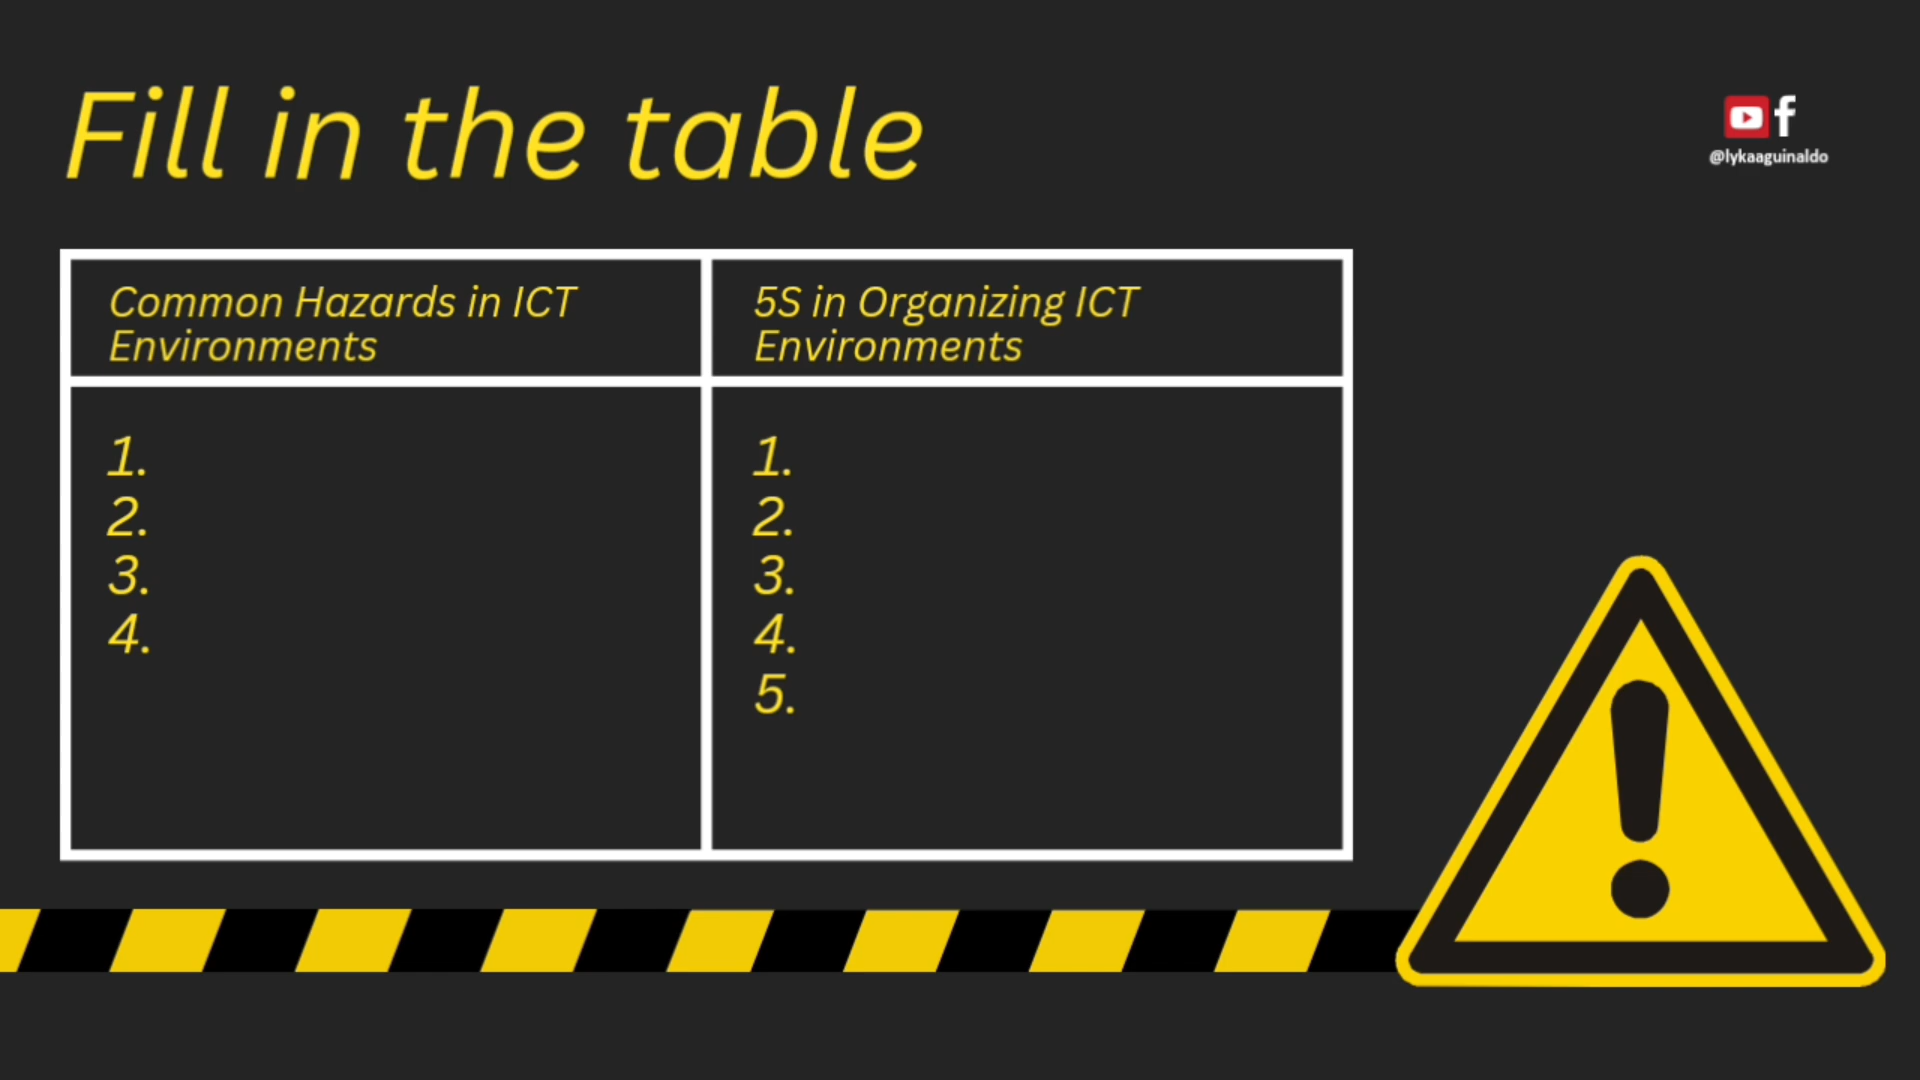 Fill in the table
@lykaaguinaldo
Common Hazards in ICT
Environments
5S in Organizing ICT
Environments
1.
2.
3.
4.
1.
2.
3.
4.
5.